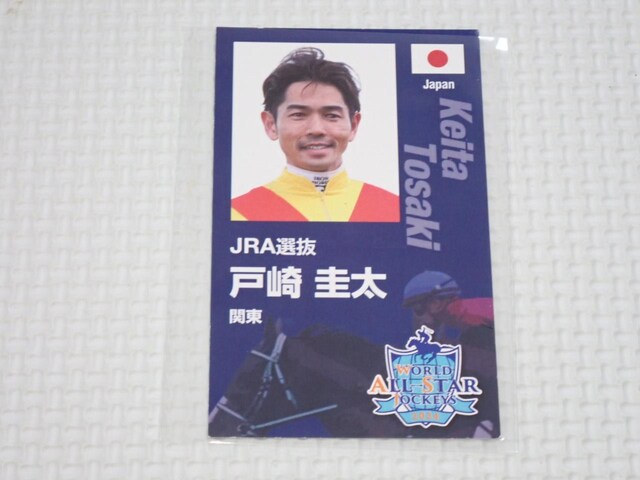 Japan
Keita
Tosaki
JRA選抜
戸崎 圭太
関東
WORLD
ALL-STAR
JOCKEYS